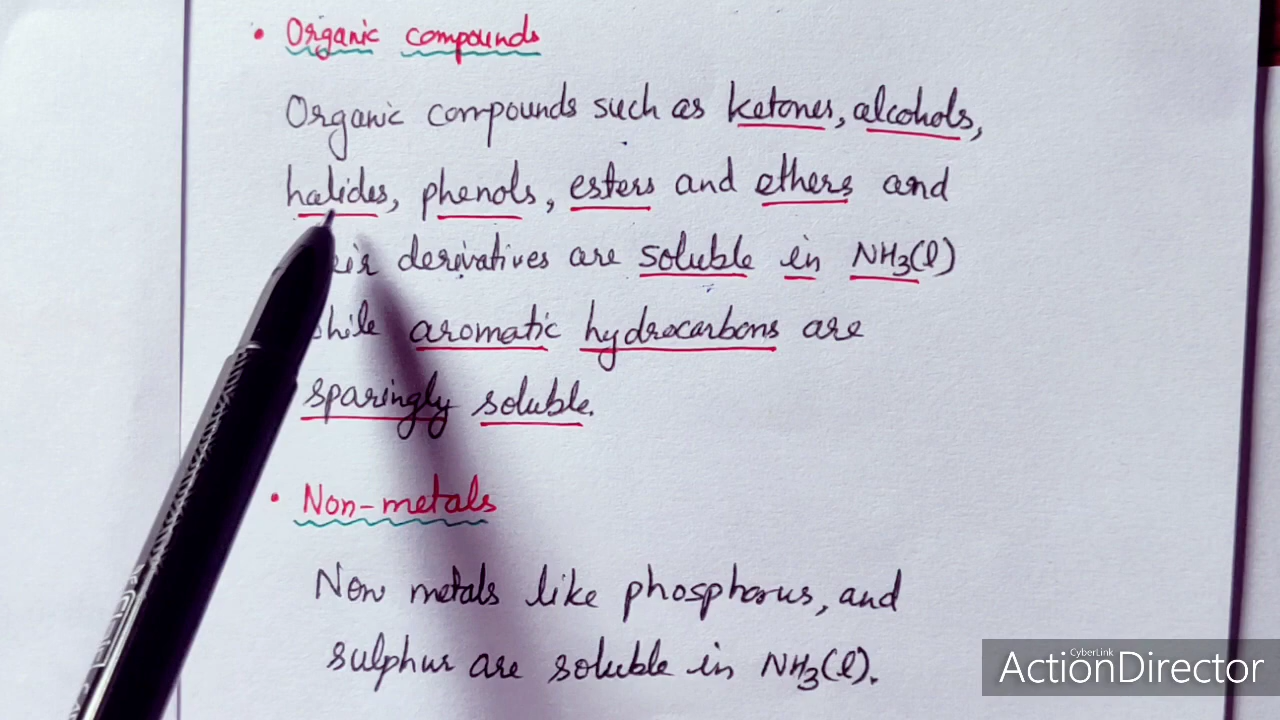 • Organic compounds
Organic compounds such as ketones, alcohols,
halides, phenols, esters and ethers and
derivatives are soluble in NH3(l)
aromatic hydrocarbons are
sparingly soluble.
• Non-metals
Non metals like phosphorus, and
sulphur are soluble in NH3(l).
CyberLink
ActionDirector